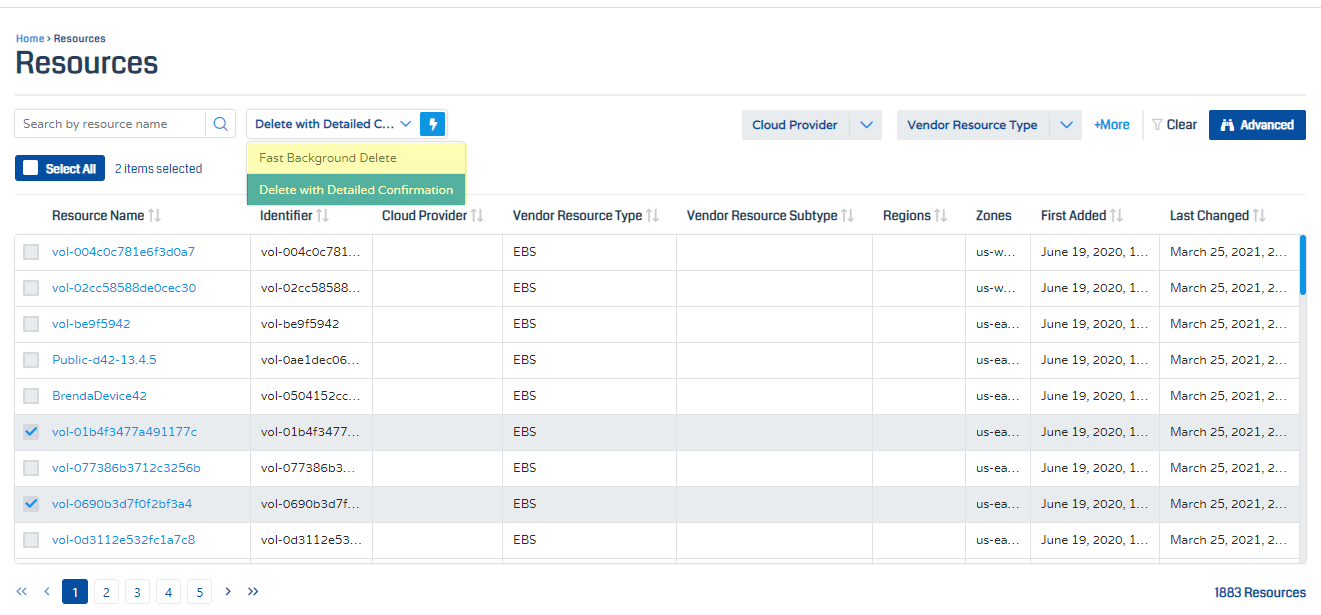 Home › Resources
Resources
Search by resource name
Delete with Detailed C...
Cloud Provider
Vendor Resource Type
+More
Clear
Advanced
Select All
2 items selected
Fast Background Delete
Delete with Detailed Confirmation
Resource Name Identifier Cloud Provider Vendor Resource Type Vendor Resource Subtype Regions Zones First Added Last Changed
vol-004c0c781e6f3d0a7 vol-004c0c781... EBS us-w... June 19, 2020, 1... March 25, 2021, 2...
vol-02cc58588de0cec30 vol-02cc58588... EBS us-w... June 19, 2020, 1... March 25, 2021, 2...
vol-be9f5942 vol-be9f5942 EBS us-ea... June 19, 2020, 1... March 25, 2021, 2...
Public-d42-13.4.5 vol-0ae1dec06... EBS us-ea... June 19, 2020, 1... March 25, 2021, 2...
BrendaDevice42 vol-0504152cc... EBS us-ea... June 19, 2020, 1... March 25, 2021, 2...
vol-01b4f3477a491177c vol-01b4f3477... EBS us-ea... June 19, 2020, 1... March 25, 2021, 2...
vol-077386b3712c3256b vol-077386b3... EBS us-ea... June 19, 2020, 1... March 25, 2021, 2...
vol-0690b3d7f0f2bf3a4 vol-0690b3d7f... EBS us-ea... June 19, 2020, 1... March 25, 2021, 2...
vol-0d3112e532fc1a7c8 vol-0d3112e53... EBS us-ea... June 19, 2020, 1... March 25, 2021, 2...
« ‹ 1 2 3 4 5 › »
1883 Resources